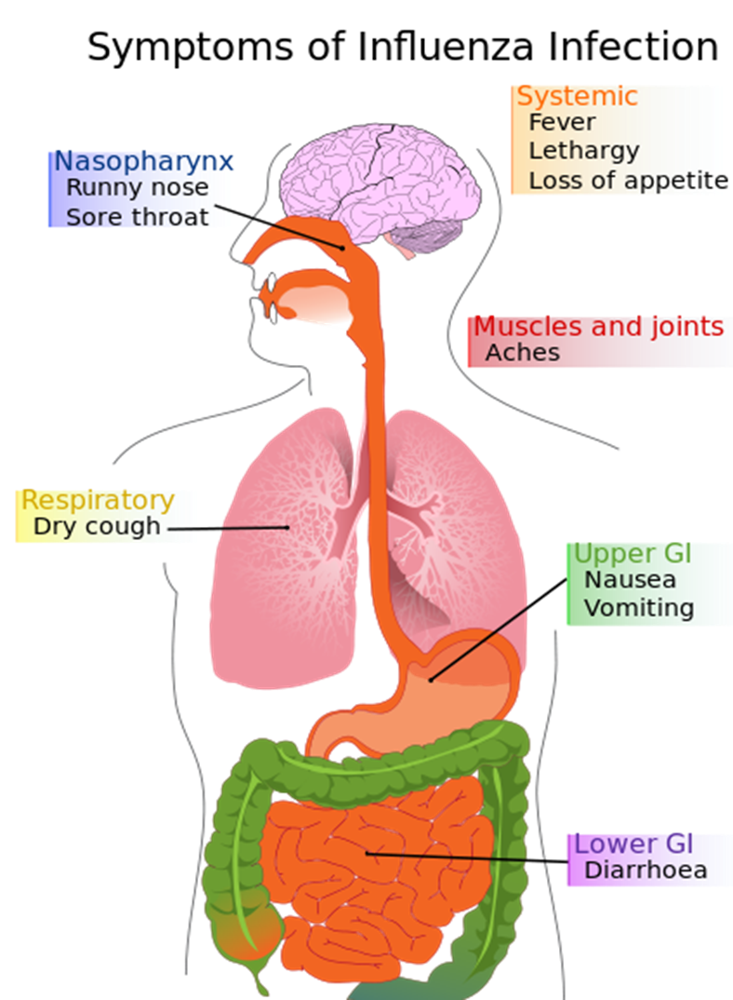 Symptoms of Influenza Infection
Systemic
Fever
Lethargy
Loss of appetite
Nasopharynx
Runny nose
Sore throat
Muscles and joints
Aches
Respiratory
Dry cough
Upper GI
Nausea
Vomiting
Lower GI
Diarrhoea